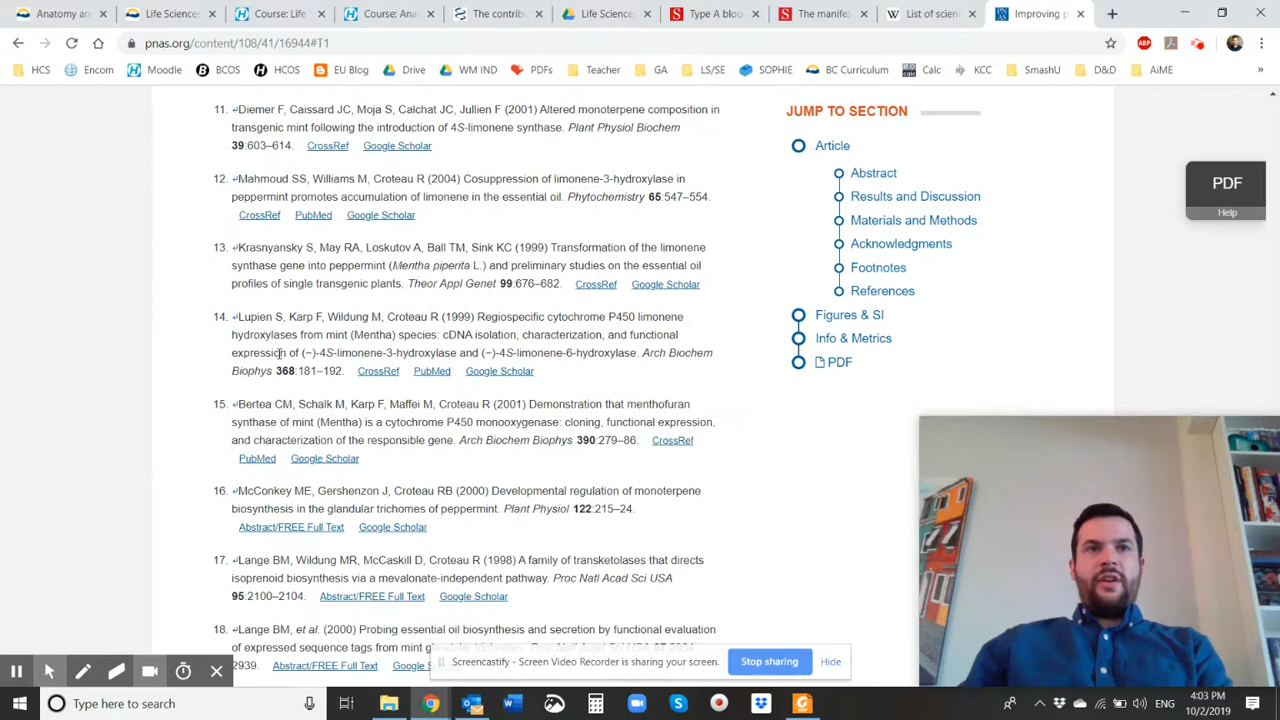 Anatomy an
Life Sciences
Course: Life
Course: Ana
The contrib
Life Sciences
Type A bloo
The manifes
List of scien
Improving p
pnas.org/content/108/41/16944#T1
HCS
Encom
Moodle
BCOS
HCOS
EU Blog
Drive
WM IND
PDFs
Teacher
GA
LS/SE
SOPHIE
BC Curriculum
Calc
KCC
SmashU
D&D
AiME
11. Diemer F, Caissard JC, Moja S, Calchat JC, Jullien F (2001) Altered monoterpene composition in
transgenic mint following the introduction of 4S-limonene synthase. Plant Physiol Biochem
39:603–614. CrossRef Google Scholar
12. Mahmoud SS, Williams M, Croteau R (2004) Cosuppression of limonene-3-hydroxylase in
peppermint promotes accumulation of limonene in the essential oil. Phytochemistry 65:547–554.
CrossRef PubMed Google Scholar
13. Krasnyansky S, May RA, Loskutov A, Ball TM, Sink KC (1999) Transformation of the limonene
synthase gene into peppermint (Mentha piperita L.) and preliminary studies on the essential oil
profiles of single transgenic plants. Theor Appl Genet 99:676–682. CrossRef Google Scholar
14. Lupien S, Karp F, Wildung M, Croteau R (1999) Regiospecific cytochrome P450 limonene
hydroxylases from mint (Mentha) species: cDNA isolation, characterization, and functional
expression of (−)-4S-limonene-3-hydroxylase and (−)-4S-limonene-6-hydroxylase. Arch Biochem
Biophys 368:181–192. CrossRef PubMed Google Scholar
15. Bertea CM, Schalk M, Karp F, Maffei M, Croteau R (2001) Demonstration that menthofuran
synthase of mint (Mentha) is a cytochrome P450 monooxygenase: cloning, functional expression,
and characterization of the responsible gene. Arch Biochem Biophys 390:279–86. CrossRef
PubMed Google Scholar
16. McConkey ME, Gershenzon J, Croteau RB (2000) Developmental regulation of monoterpene
biosynthesis in the glandular trichomes of peppermint. Plant Physiol 122:215–24.
Abstract/FREE Full Text Google Scholar
17. Lange BM, Wildung MR, McCaskill D, Croteau R (1998) A family of transketolases that directs
isoprenoid biosynthesis via a mevalonate-independent pathway. Proc Natl Acad Sci USA
95:2100–2104. Abstract/FREE Full Text Google Scholar
18. Lange BM, et al. (2000) Probing essential oil biosynthesis and secretion by functional evaluation
of expressed sequence tags from mint
2939. Abstract/FREE Full Text
JUMP TO SECTION
Article
Abstract
Results and Discussion
Materials and Methods
Acknowledgments
Footnotes
References
Figures & SI
Info & Metrics
PDF
PDF
Help
Screencastify - Screen Video Recorder is sharing your screen.
Stop sharing
Hide
Type here to search
ENG
4:03 PM
10/2/2019